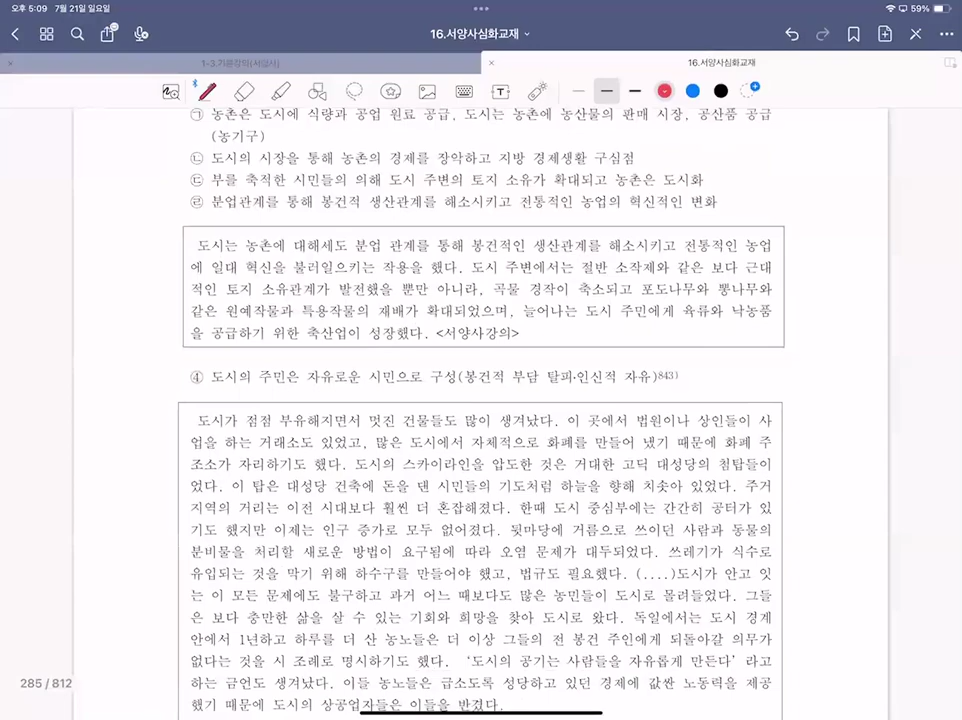 오후 5:09 7월 21일 일요일
59%
16.서양사심화교재
1-3.기본강의(서양사)
16.서양사심화교재
㉠ 농촌은 도시에 식량과 공업 원료 공급, 도시는 농촌에 농산물의 판매 시장, 공산품 공급
(농기구)
㉡ 도시의 시장을 통해 농촌의 경제를 장악하고 지방 경제생활 구심점
㉢ 부를 축적한 시민들의 의해 도시 주변의 토지 소유가 확대되고 농촌은 도시화
㉣ 분업관계를 통해 봉건적 생산관계를 해소시키고 전통적인 농업의 혁신적인 변화
도시는 농촌에 대해세도 분업 관계를 통해 봉건적인 생산관계를 해소시키고 전통적인 농업
에 일대 혁신을 불러일으키는 작용을 했다. 도시 주변에서는 절반 소작제와 같은 보다 근대
적인 토지 소유관계가 발전했을 뿐만 아니라, 곡물 경작이 축소되고 포도나무와 뽕나무와
같은 원예작물과 특용작물의 재배가 확대되었으며, 늘어나는 도시 주민에게 육류와 낙농품
을 공급하기 위한 축산업이 성장했다. <서양사강의>
④ 도시의 주민은 자유로운 시민으로 구성(봉건적 부담 탈피·인신적 자유)843)
도시가 점점 부유해지면서 멋진 건물들도 많이 생겨났다. 이 곳에서 법원이나 상인들이 사
업을 하는 거래소도 있었고, 많은 도시에서 자체적으로 화폐를 만들어 냈기 때문에 화폐 주
조소가 자리하기도 했다. 도시의 스카이라인을 압도한 것은 거대한 고딕 대성당의 첨탑들이
었다. 이 탑은 대성당 건축에 돈을 댄 시민들의 기도처럼 하늘을 향해 치솟아 있었다. 주거
지역의 거리는 이전 시대보다 훨씬 더 혼잡해졌다. 한때 도시 중심부에는 간간히 공터가 있
기도 했지만 이제는 인구 증가로 모두 없어졌다. 뒷마당에 거름으로 쓰이던 사람과 동물의
분비물을 처리할 새로운 방법이 요구됨에 따라 오염 문제가 대두되었다. 쓰레기가 식수로
유입되는 것을 막기 위해 하수구를 만들어야 했고, 법규도 필요했다. (....)도시가 안고 잇
는 이 모든 문제에도 불구하고 과거 어느 때보다도 많은 농민들이 도시로 몰려들었다. 그들
은 보다 충만한 삶을 살 수 있는 기회와 희망을 찾아 도시로 왔다. 독일에서는 도시 경계
안에서 1년하고 하루를 더 산 농노들은 더 이상 그들의 전 봉건 주인에게 되돌아갈 의무가
없다는 것을 시 조례로 명시하기도 했다. ‘도시의 공기는 사람들을 자유롭게 만든다’ 라고
하는 금언도 생겨났다. 이들 농노들은 급소도록 성당하고 있던 경제에 값싼 노동력을 제공
했기 때문에 도시의 상공업자들은 이들을 반겼다.
285 / 812